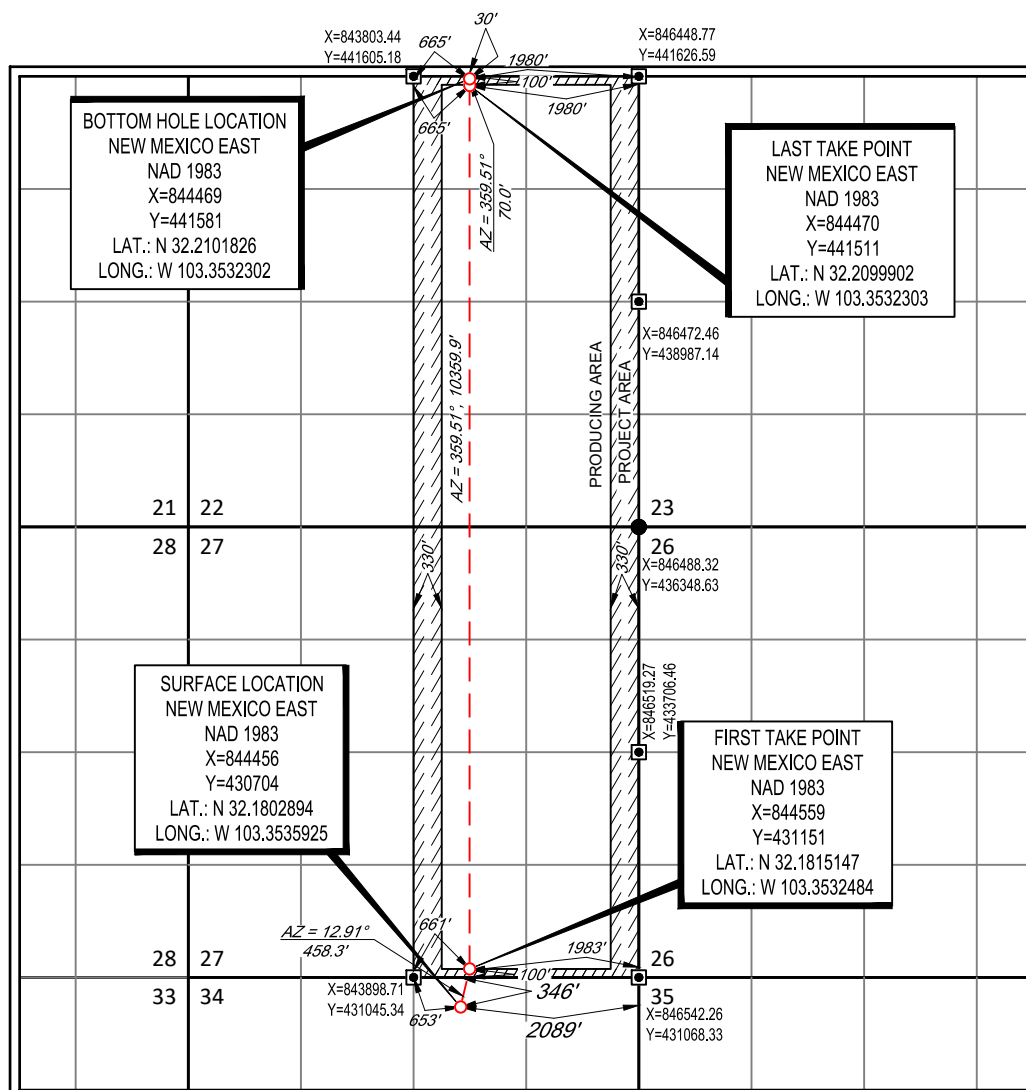 30'
X=843803.44
Y=441605.18
665'
1980'
X=846448.77
Y=441626.59
100'
1980'
665'
BOTTOM HOLE LOCATION
NEW MEXICO EAST
NAD 1983
X=844469
Y=441581
LAT.: N 32.2101826
LONG.: W 103.3532302
LAST TAKE POINT
NEW MEXICO EAST
NAD 1983
X=844470
Y=441511
LAT.: N 32.2099902
LONG.: W 103.3532303
AZ = 359.51°
70.0'
X=846472.46
Y=438987.14
AZ = 359.51°, 10359.9'
PRODUCING AREA
PROJECT AREA
21 22
23
28 27
26
330'
330'
X=846488.32
Y=436348.63
SURFACE LOCATION
NEW MEXICO EAST
NAD 1983
X=844456
Y=430704
LAT.: N 32.1802894
LONG.: W 103.3535925
X=846519.27
Y=433706.46
FIRST TAKE POINT
NEW MEXICO EAST
NAD 1983
X=844559
Y=431151
LAT.: N 32.1815147
LONG.: W 103.3532484
AZ = 12.91°
458.3'
661'
1983'
28 27
26
100'
33 34
35
X=843898.71
Y=431045.34
653'
346'
2089'
X=846542.26
Y=431068.33